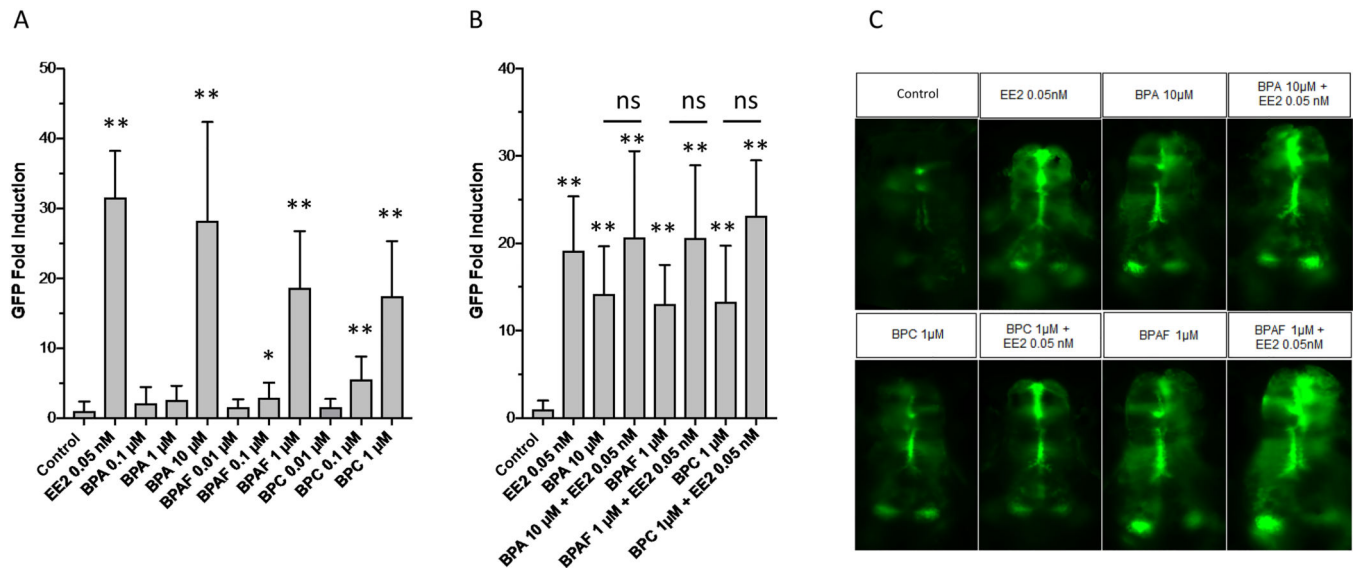 A
B
C
GFP Fold Induction
50
40
30
20
10
0
**
**
**
**
*
**
Control
EE2 0.05 nM
BPA 0.1 µM
BPA 1 µM
BPA 10 µM
BPAF 0.01 µM
BPAF 0.1 µM
BPAF 1 µM
BPC 0.01 µM
BPC 0.1 µM
BPC 1 µM
GFP Fold Induction
40
30
20
10
0
ns
ns
ns
**
**
**
**
**
**
**
Control
EE2 0.05 nM
BPA 10 µM
BPA 10 µM + EE2 0.05 nM
BPAF 1 µM
BPAF 1 µM + EE2 0.05 nM
BPC 1 µM
BPC 1µM + EE2 0.05 nM
Control
EE2 0.05nM
BPA 10µM
BPA 10µM +
EE2 0.05 nM
BPC 1µM
BPC 1µM +
EE2 0.05 nM
BPAF 1µM
BPAF 1µM +
EE2 0.05nM